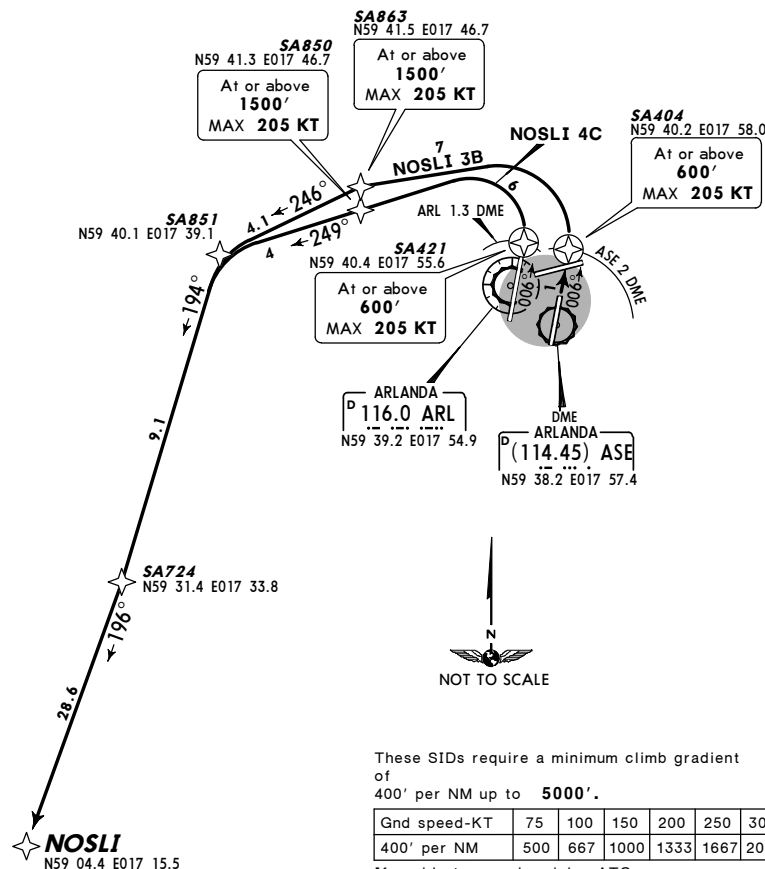 SA863
N59 41.5 E017 46.7
At or above
1500'
MAX 205 KT
SA850
N59 41.3 E017 46.7
At or above
1500'
MAX 205 KT
SA404
N59 40.2 E017 58.0
At or above
600'
MAX 205 KT
NOSLI 4C
7
NOSLI 3B
6
246°
4.1
249°
4
SA851
N59 40.1 E017 39.1
ARL 1.3 DME
SA421
N59 40.4 E017 55.6
At or above
600'
MAX 205 KT
ASE 2 DME
006°
1
006°
194°
9.1
ARLANDA
D 116.0 ARL
N59 39.2 E017 54.9
DME
ARLANDA
D (114.45) ASE
N59 38.2 E017 57.4
SA724
N59 31.4 E017 33.8
196°
28.6
N
NOT TO SCALE
NOSLI
N59 04.4 E017 15.5
These SIDs require a minimum climb gradient
of
400' per NM up to 5000'.
Gnd speed-KT 75 100 150 200 250 30
400' per NM 500 667 1000 1333 1667 20